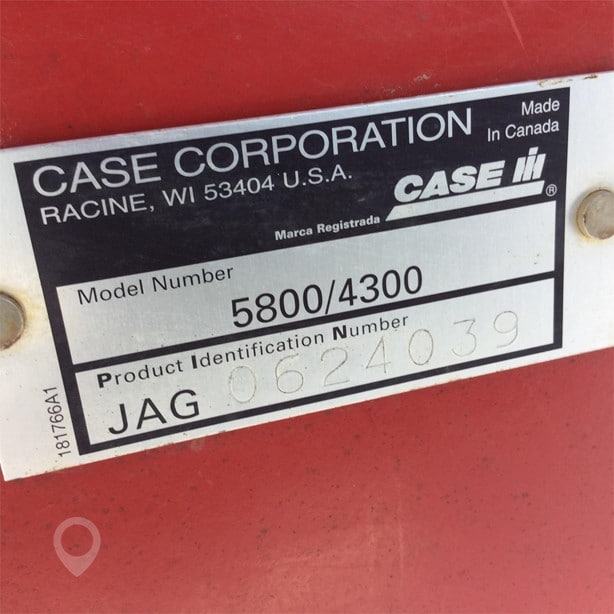 CASE CORPORATION
RACINE, WI 53404 U.S.A.
Made
In Canada
CASE IH ®
Marca Registrada
Model Number
5800/4300
Product Identification Number
JAG 0624039
181766A1